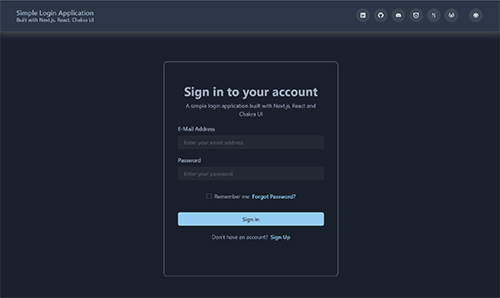 Simple Login Application
Built with Next.js, React, Chakra UI
Sign in to your account
A simple login application built with Next.js, React and
Chakra UI
E-Mail Address
Enter your email address
Password
Enter your password
Remember me Forgot Password?
Sign in
Don't have an account? Sign Up